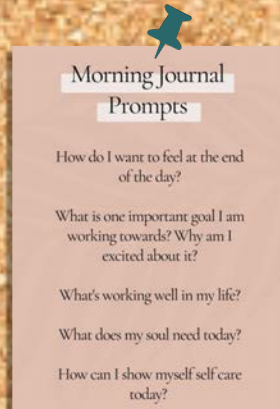 Morning Journal
Prompts
How do I want to feel at the end
of the day?
What is one important goal I am
working towards? Why am I
excited about it?
What's working well in my life?
What does my soul need today?
How can I show myself self care
today?